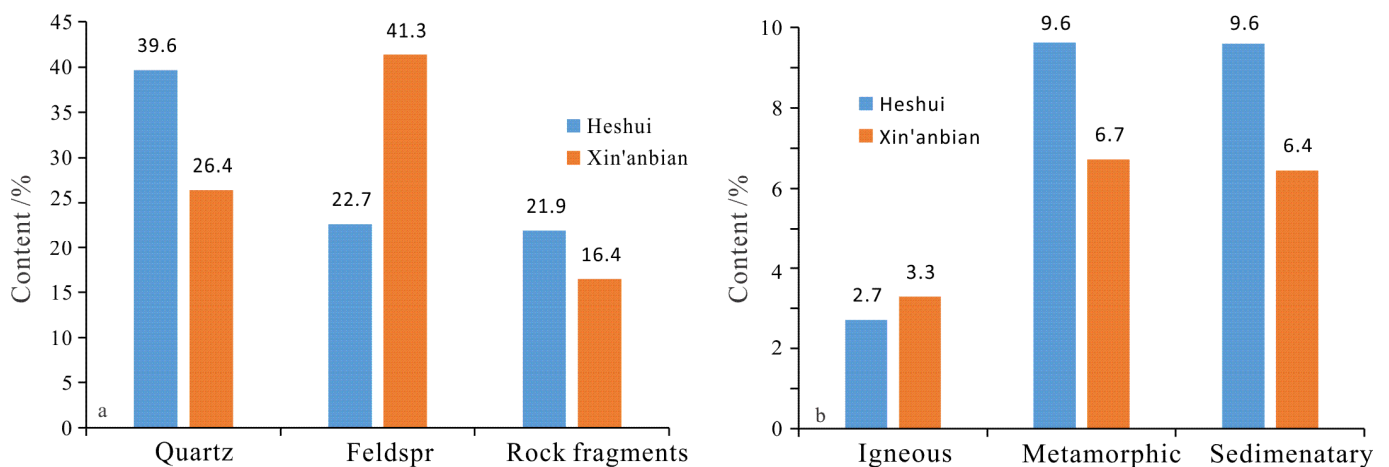 45
40
35
30
25
20
15
10
5
0
Content /%
39.6
26.4
22.7
41.3
21.9
16.4
Heshui
Xin'anbian
a
Quartz
Feldspr
Rock fragments
10
8
6
4
2
0
Content /%
2.7
3.3
9.6
6.7
9.6
6.4
Heshui
Xin'anbian
b
Igneous
Metamorphic
Sedimenatary